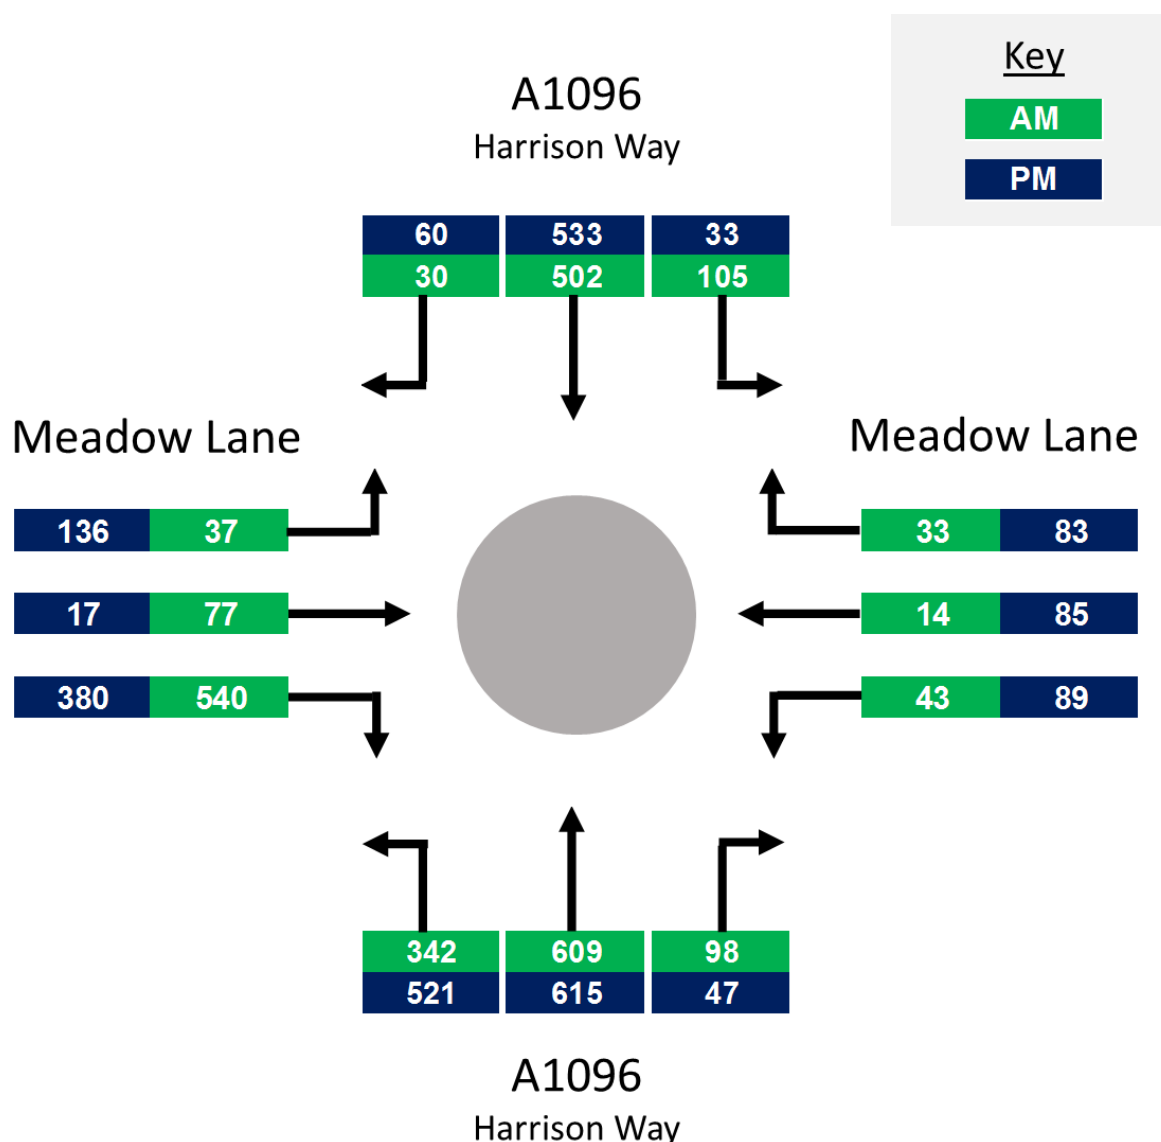 Key
AM
PM
A1096
Harrison Way
60 533 33
30 502 105
Meadow Lane Meadow Lane
136 37 33 83
17 77 14 85
380 540 43 89
342 609 98
521 615 47
A1096
Harrison Way